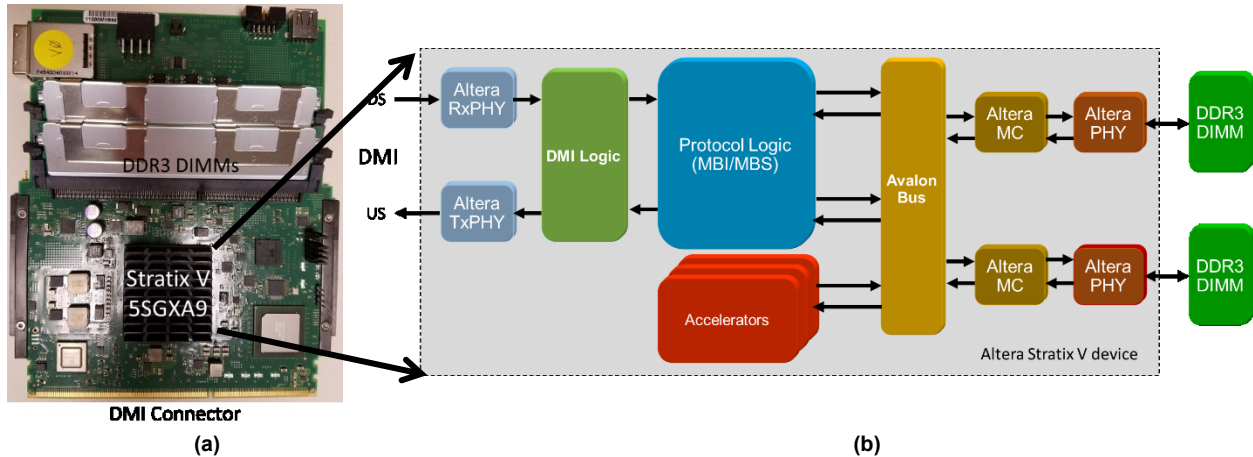 DDR3 DIMMs
Stratix V
5SGXA9
DMI Connector
(a)
DS
DMI
US
Altera
RxPHY
Altera
TxPHY
DMI Logic
Protocol Logic
(MBI/MBS)
Accelerators
Avalon
Bus
Altera
MC
Altera
PHY
DDR3
DIMM
Altera
MC
Altera
PHY
DDR3
DIMM
Altera Stratix V device
(b)